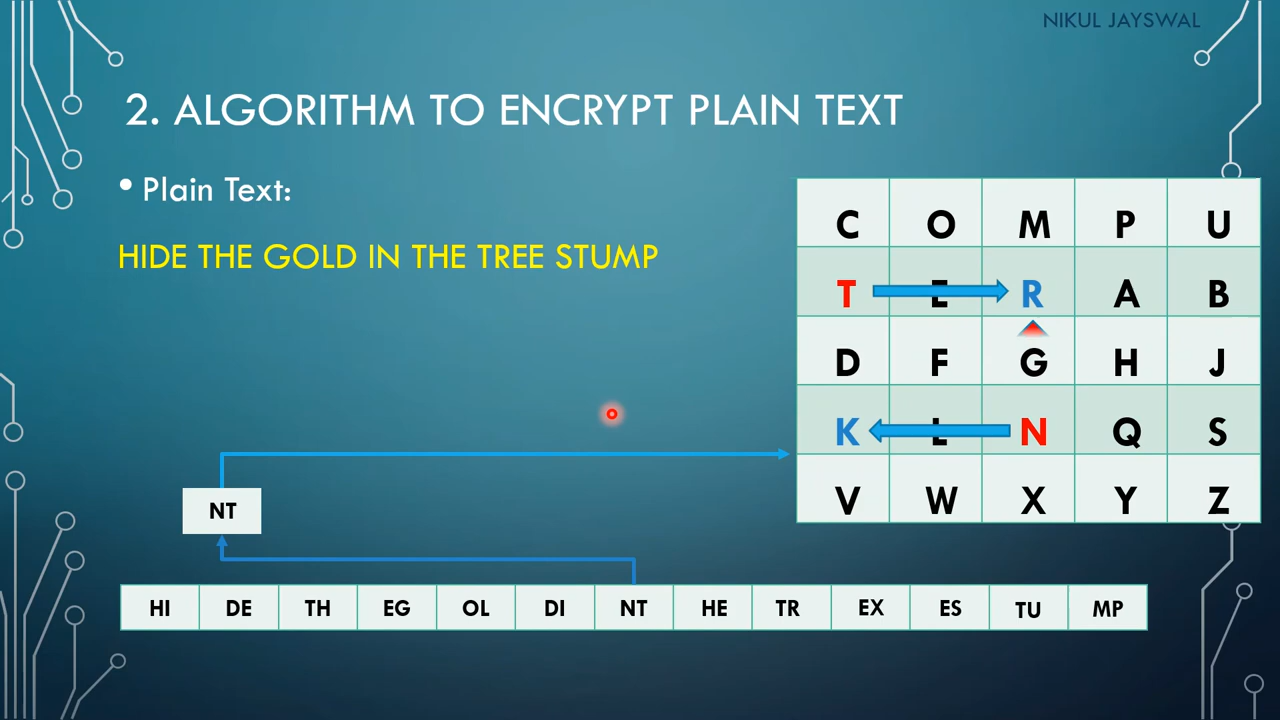 NIKUL JAYSWAL
2. ALGORITHM TO ENCRYPT PLAIN TEXT
• Plain Text:
HIDE THE GOLD IN THE TREE STUMP
C O M P U
T E R A B
D F G H J
K L N Q S
V W X Y Z
NT
HI DE TH EG OL DI NT HE TR EX ES TU MP